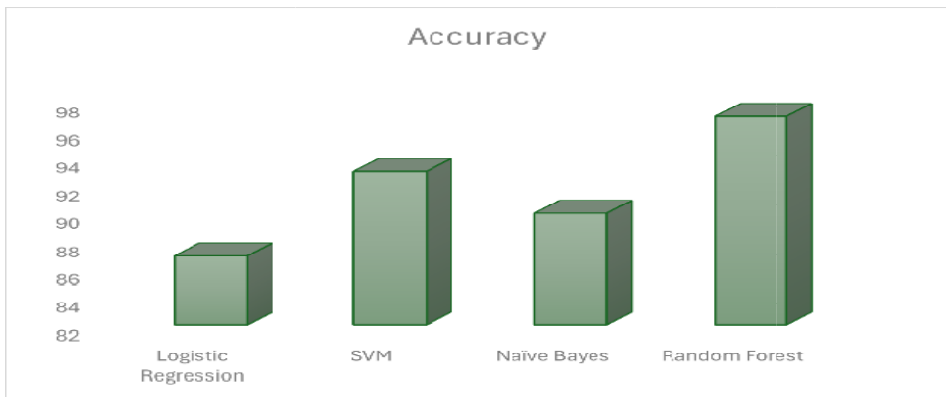 Accuracy
98
96
94
92
90
88
86
84
82
Logistic
Regression
SVM
Naïve Bayes
Random Forest